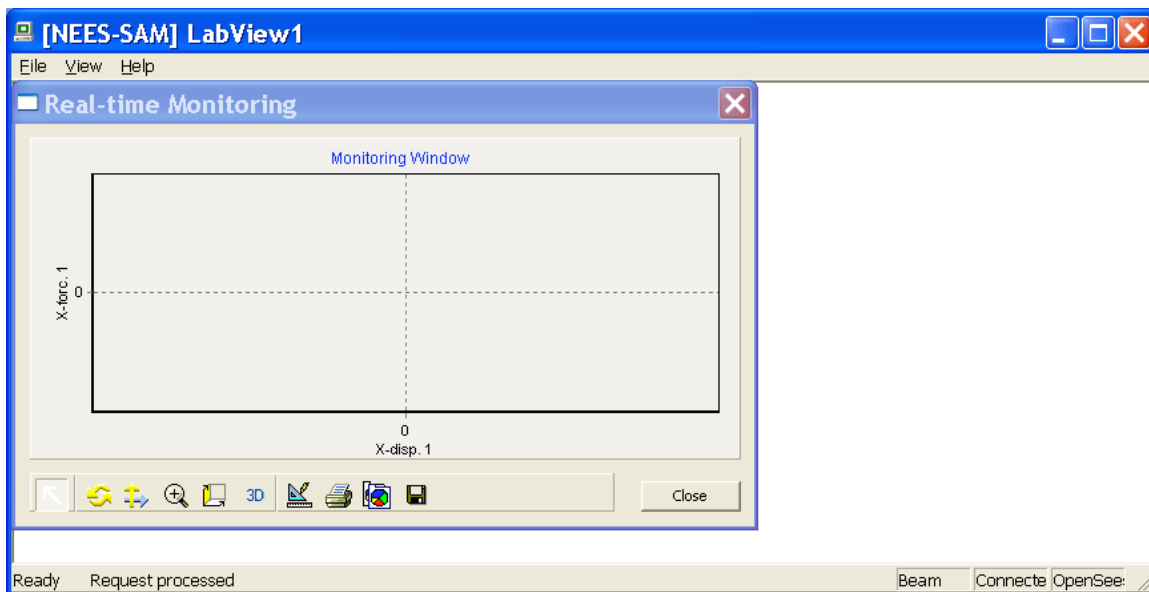 [NEES-SAM] LabView1
File View Help
Real-time Monitoring
Monitoring Window
X-forc. 1
0
0
X-disp. 1
3D
Close
Ready Request processed Beam Connecte OpenSee